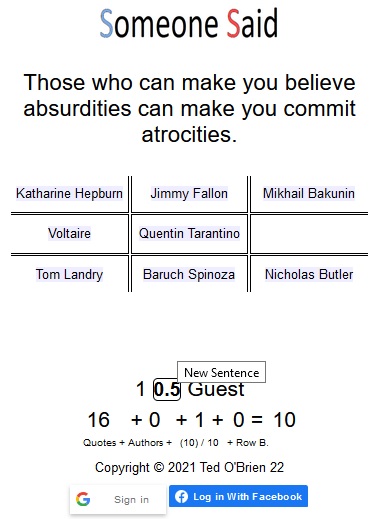 Someone Said
Those who can make you believe
absurdities can make you commit
atrocities.
Katharine Hepburn Jimmy Fallon Mikhail Bakunin
Voltaire Quentin Tarantino
Tom Landry Baruch Spinoza Nicholas Butler
New Sentence
1 0.5 Guest
16 + 0 + 1 + 0 = 10
Quotes + Authors + (10) / 10 + Row B.
Copyright © 2021 Ted O'Brien 22
G Sign in f Log in With Facebook